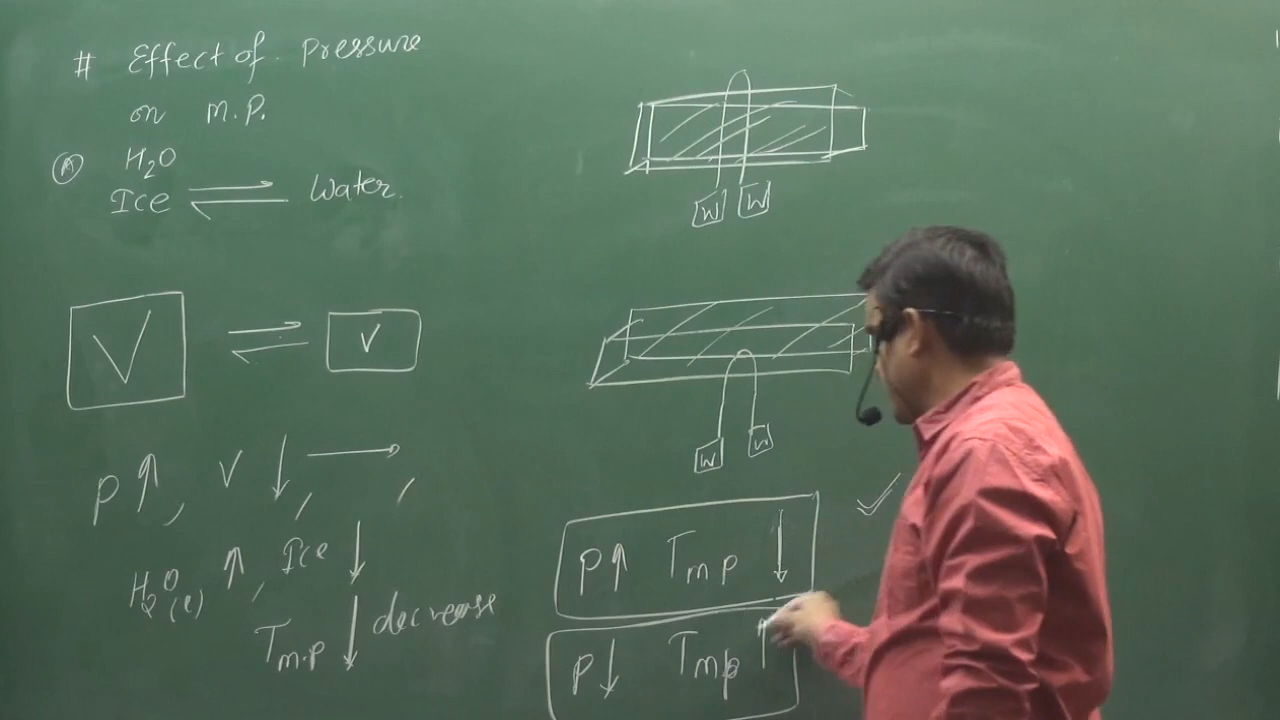 # Effect of Pressure
on M.P.
(A) H₂O
Ice ⇌ Water.
V ⇌ V
P ↑, V ↓, →,
H₂O(l) ↑, Ice ↓
Tm.p ↓ decrease
W W
W W
P↑ Tmp ↓ ✓
P↓ Tmp ↑